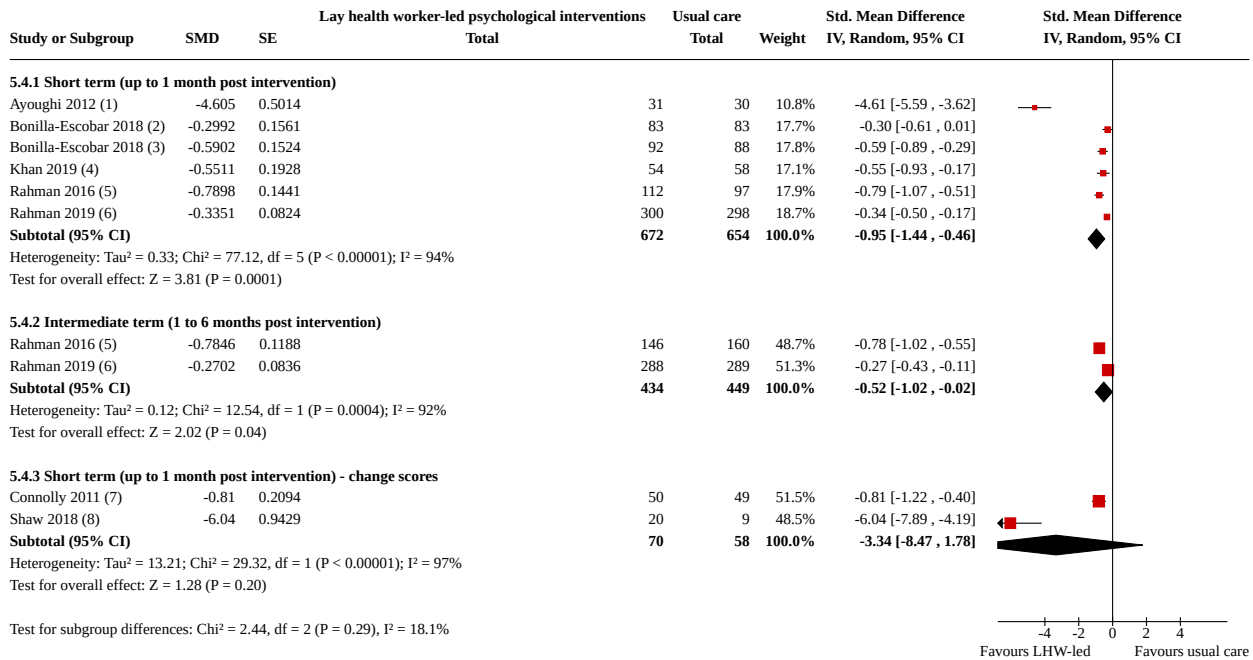 Lay health worker-led psychological interventions Usual care Std. Mean Difference Std. Mean Difference
Study or Subgroup SMD SE Total Total Weight IV, Random, 95% CI IV, Random, 95% CI
5.4.1 Short term (up to 1 month post intervention)
Ayoughi 2012 (1) -4.605 0.5014 31 30 10.8% -4.61 [-5.59 , -3.62]
Bonilla-Escobar 2018 (2) -0.2992 0.1561 83 83 17.7% -0.30 [-0.61 , 0.01]
Bonilla-Escobar 2018 (3) -0.5902 0.1524 92 88 17.7% -0.59 [-0.89 , -0.29]
Khan 2019 (4) -0.5511 0.1928 54 58 17.1% -0.55 [-0.93 , -0.17]
Rahman 2016 (5) -0.7898 0.1441 112 97 17.9% -0.79 [-1.07 , -0.51]
Rahman 2019 (6) -0.3351 0.0824 300 298 18.7% -0.34 [-0.50 , -0.17]
Subtotal (95% CI) 672 654 100.0% -0.95 [-1.44 , -0.46]
Heterogeneity: Tau² = 0.33; Chi² = 77.12, df = 5 (P < 0.00001); I² = 94%
Test for overall effect: Z = 3.81 (P = 0.0001)
5.4.2 Intermediate term (1 to 6 months post intervention)
Rahman 2016 (5) -0.7846 0.1188 146 160 48.7% -0.78 [-1.02 , -0.55]
Rahman 2019 (6) -0.2702 0.0836 288 289 51.3% -0.27 [-0.43 , -0.11]
Subtotal (95% CI) 434 449 100.0% -0.52 [-1.02 , -0.02]
Heterogeneity: Tau² = 0.12; Chi² = 12.54, df = 1 (P = 0.0004); I² = 92%
Test for overall effect: Z = 2.02 (P = 0.04)
5.4.3 Short term (up to 1 month post intervention) - change scores
Connolly 2011 (7) -0.81 0.2094 50 49 51.5% -0.81 [-1.22 , -0.40]
Shaw 2018 (8) -6.04 0.9429 20 9 48.5% -6.04 [-7.89 , -4.19]
Subtotal (95% CI) 70 58 100.0% -3.34 [-8.47 , 1.78]
Heterogeneity: Tau² = 13.21; Chi² = 29.32, df = 1 (P < 0.00001); I² = 97%
Test for overall effect: Z = 1.28 (P = 0.20)
Test for subgroup differences: Chi² = 2.44, df = 2 (P = 0.29), I² = 18.1%
-4 -2 0 2 4
Favours LHW-led Favours usual care